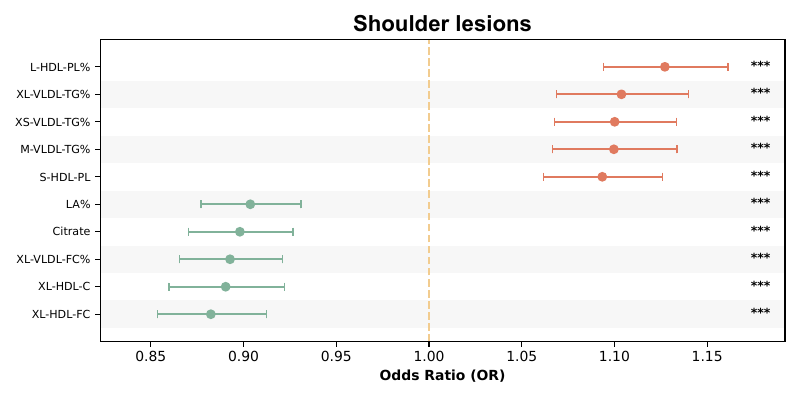 Shoulder lesions
L-HDL-PL% ***
XL-VLDL-TG% ***
XS-VLDL-TG% ***
M-VLDL-TG% ***
S-HDL-PL ***
LA% ***
Citrate ***
XL-VLDL-FC% ***
XL-HDL-C ***
XL-HDL-FC ***
0.85 0.90 0.95 1.00 1.05 1.10 1.15
Odds Ratio (OR)